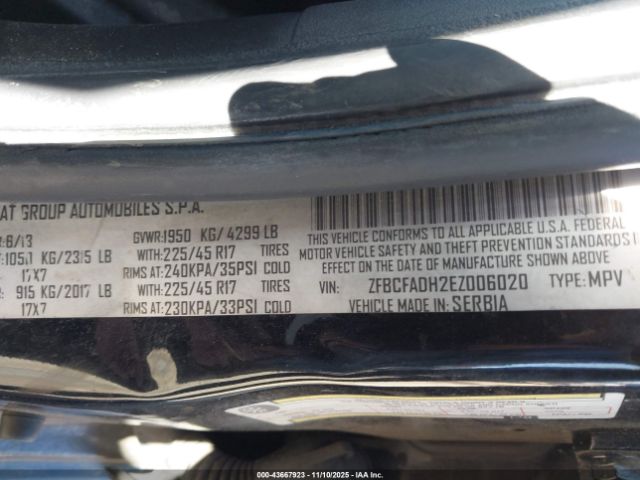 AT GROUP AUTOMOBILES S.P.A.
6/13 GVWR:1950 KG/ 4299 LB
1051 KG/2315 LB WITH:225/45 R17 TIRES
17X7 RIMS AT:240KPA/35PSI COLD
915 KG/2017 LB WITH:225/45 R17 TIRES
17X7 RIMS AT:230KPA/33PSI COLD
THIS VEHICLE CONFORMS TO ALL APPLICABLE U.S.A. FEDERAL
MOTOR VEHICLE SAFETY, BUMPER, AND THEFT PREVENTION STANDARDS IN
EFFECT ON THE DATE OF MANUFACTURE SHOWN ABOVE.
VIN: ZFBCFADH2EZ006020 TYPE: MPV
VEHICLE MADE IN SERBIA
000-43667923 - 11/10/2025 - IAA Inc. - Copart